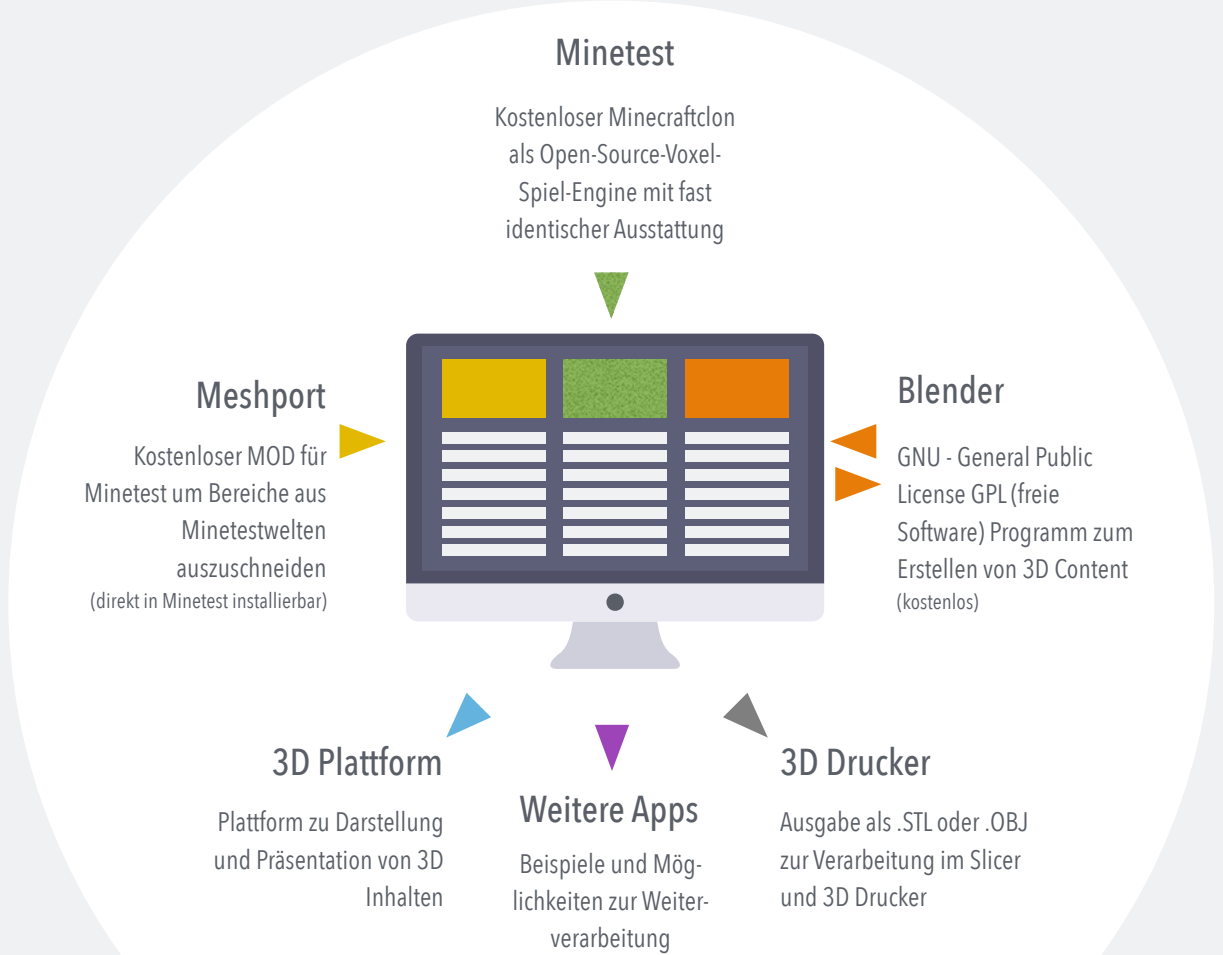 Minetest
Kostenloser Minecraftclon
als Open-Source-Voxel-
Spiel-Engine mit fast
identischer Ausstattung
Meshport
Kostenloser MOD für
Minetest um Bereiche aus
Minetestwelten
auszuschneiden
(direkt in Minetest installierbar)
Blender
GNU - General Public
License GPL (freie
Software) Programm zum
Erstellen von 3D Content
(kostenlos)
3D Plattform
Plattform zu Darstellung
und Präsentation von 3D
Inhalten
Weitere Apps
Beispiele und Mög-
lichkeiten zur Weiter-
verarbeitung
3D Drucker
Ausgabe als .STL oder .OBJ
zur Verarbeitung im Slicer
und 3D Drucker